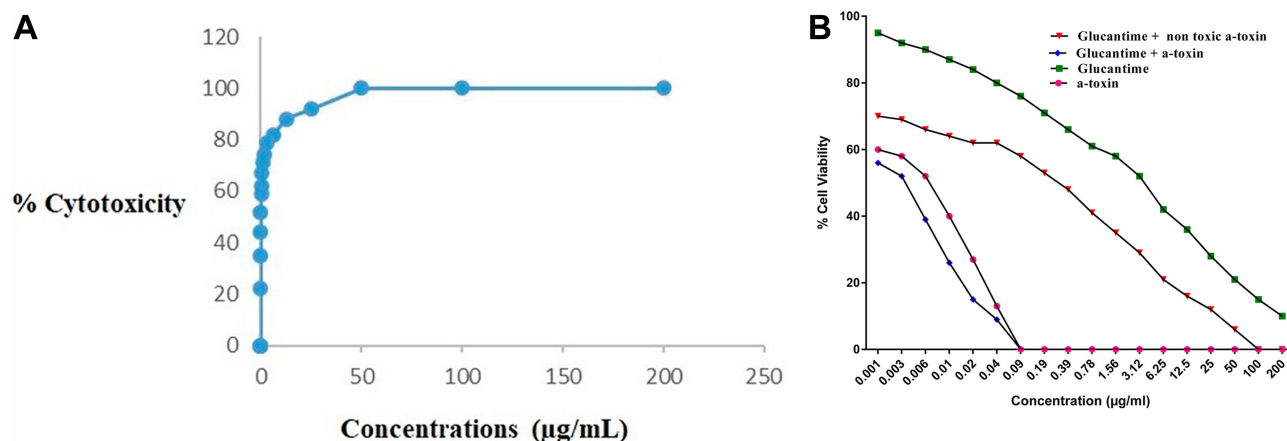 A
120
100
80
60
40
20
0
% Cytotoxicity
0 50 100 150 200 250
Concentrations (µg/mL)
B
100
80
60
40
20
0
% Cell Viability
Glucantime + non toxic a-toxin
Glucantime + a-toxin
Glucantime
a-toxin
0.001 0.003 0.006 0.01 0.02 0.04 0.09 0.19 0.39 0.78 1.56 3.12 6.25 12.5 25 50 100 200
Concentration (µg/ml)